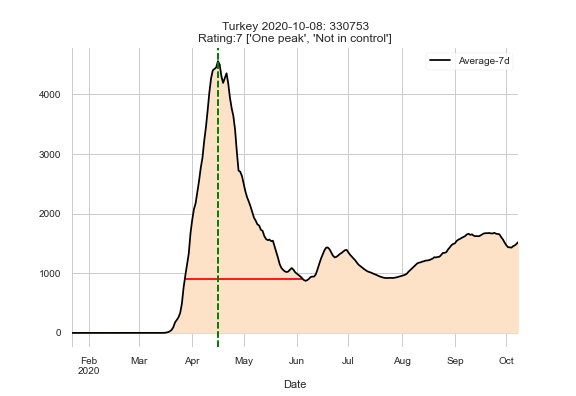 Turkey 2020-10-08: 330753
Rating:7 ['One peak', 'Not in control']
Average-7d
4000
3000
2000
1000
0
Feb Mar Apr May Jun Jul Aug Sep Oct
2020
Date